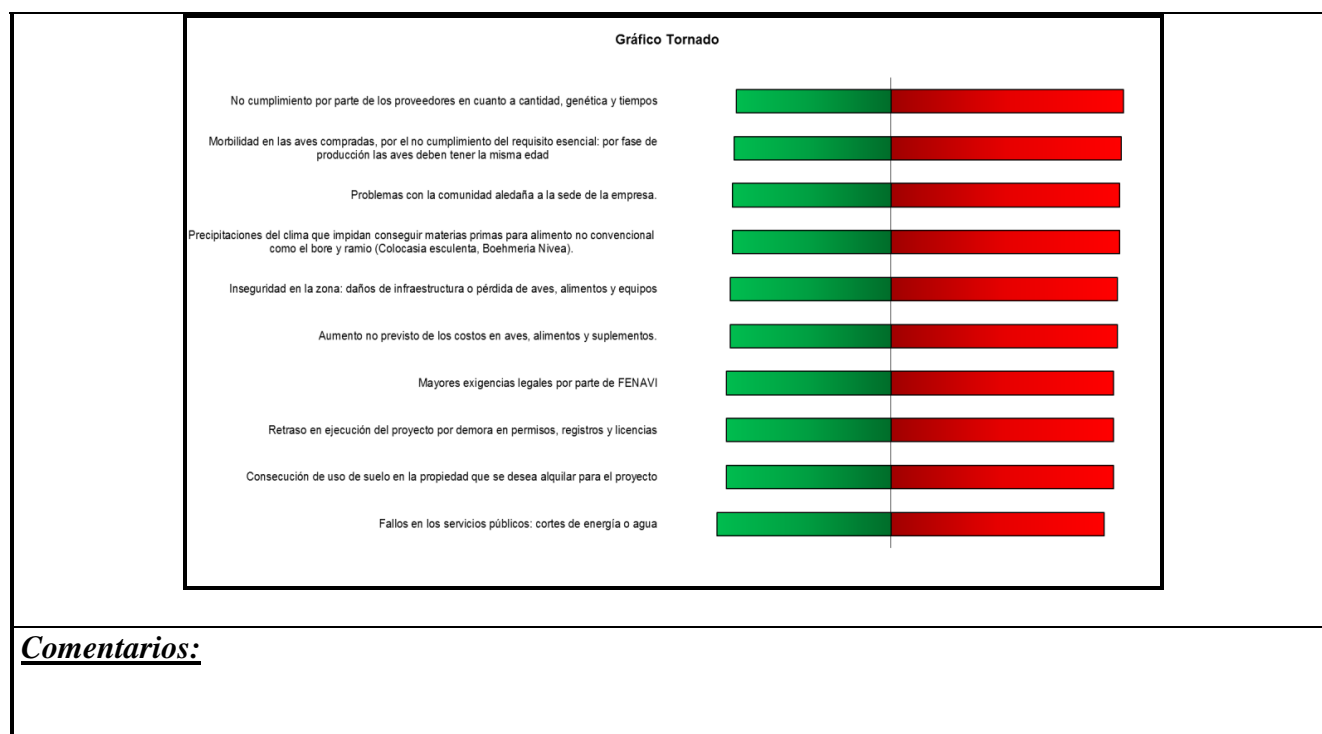 Gráfico Tornado
No cumplimiento por parte de los proveedores en cuanto a cantidad, genética y tiempos
Morbilidad en las aves compradas, por el no cumplimiento del requisito esencial: por fase de
producción las aves deben tener la misma edad
Problemas con la comunidad aledaña a la sede de la empresa.
Precipitaciones del clima que impidan conseguir materias primas para alimento no convencional
como el bore y ramio (Colocasia esculenta, Boehmeria Nivea).
Inseguridad en la zona: daños de infraestructura o pérdida de aves, alimentos y equipos
Aumento no previsto de los costos en aves, alimentos y suplementos.
Mayores exigencias legales por parte de FENAVI
Retraso en ejecución del proyecto por demora en permisos, registros y licencias
Consecución de uso de suelo en la propiedad que se desea alquilar para el proyecto
Fallos en los servicios públicos: cortes de energía o agua
Comentarios: